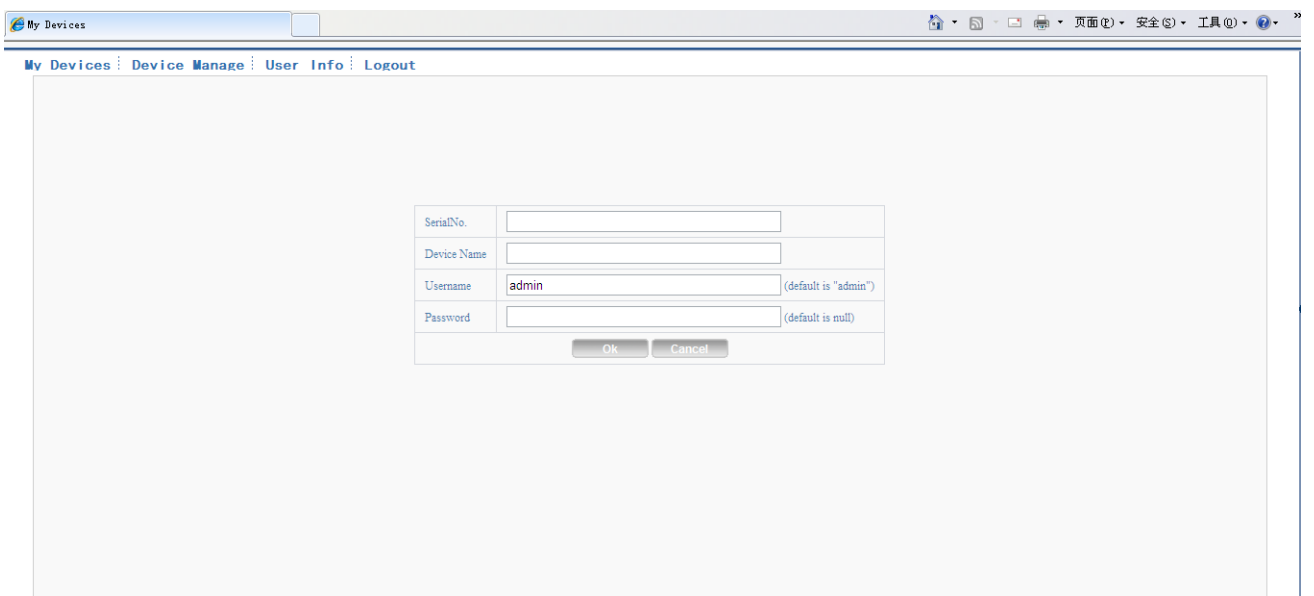 My Devices
页面(P) 安全(S) 工具(O) »
My Devices Device Manage User Info Logout
SerialNo.
Device Name
Username admin (default is "admin")
Password (default is null)
Ok Cancel